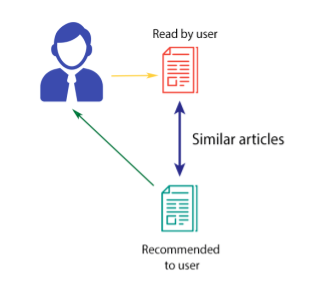 Read by user
Similar articles
Recommended
to user